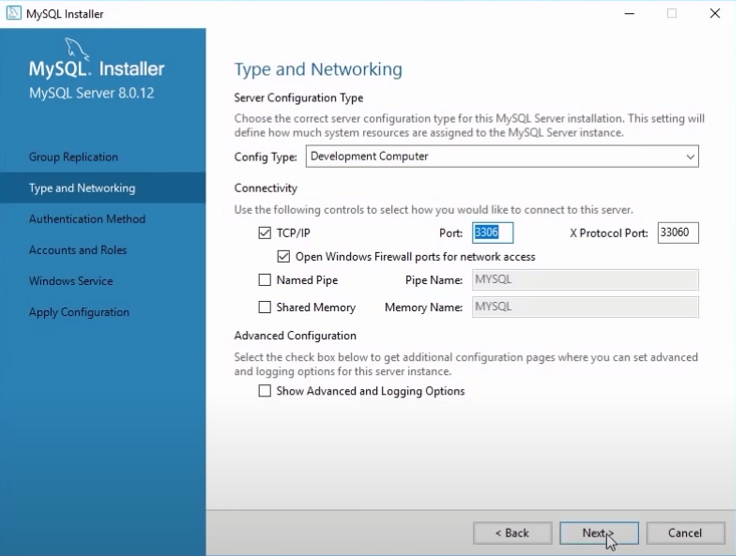 MySQL Installer
MySQL. Installer
MySQL Server 8.0.12
Group Replication
Type and Networking
Authentication Method
Accounts and Roles
Windows Service
Apply Configuration
Type and Networking
Server Configuration Type
Choose the correct server configuration type for this MySQL Server installation. This setting will
define how much system resources are assigned to the MySQL Server instance.
Config Type: Development Computer
Connectivity
Use the following controls to select how you would like to connect to this server.
TCP/IP Port: 3306 X Protocol Port: 33060
Open Windows Firewall ports for network access
Named Pipe Pipe Name: MYSQL
Shared Memory Memory Name: MYSQL
Advanced Configuration
Select the check box below to get additional configuration pages where you can set advanced
and logging options for this server instance.
Show Advanced and Logging Options
< Back Next > Cancel